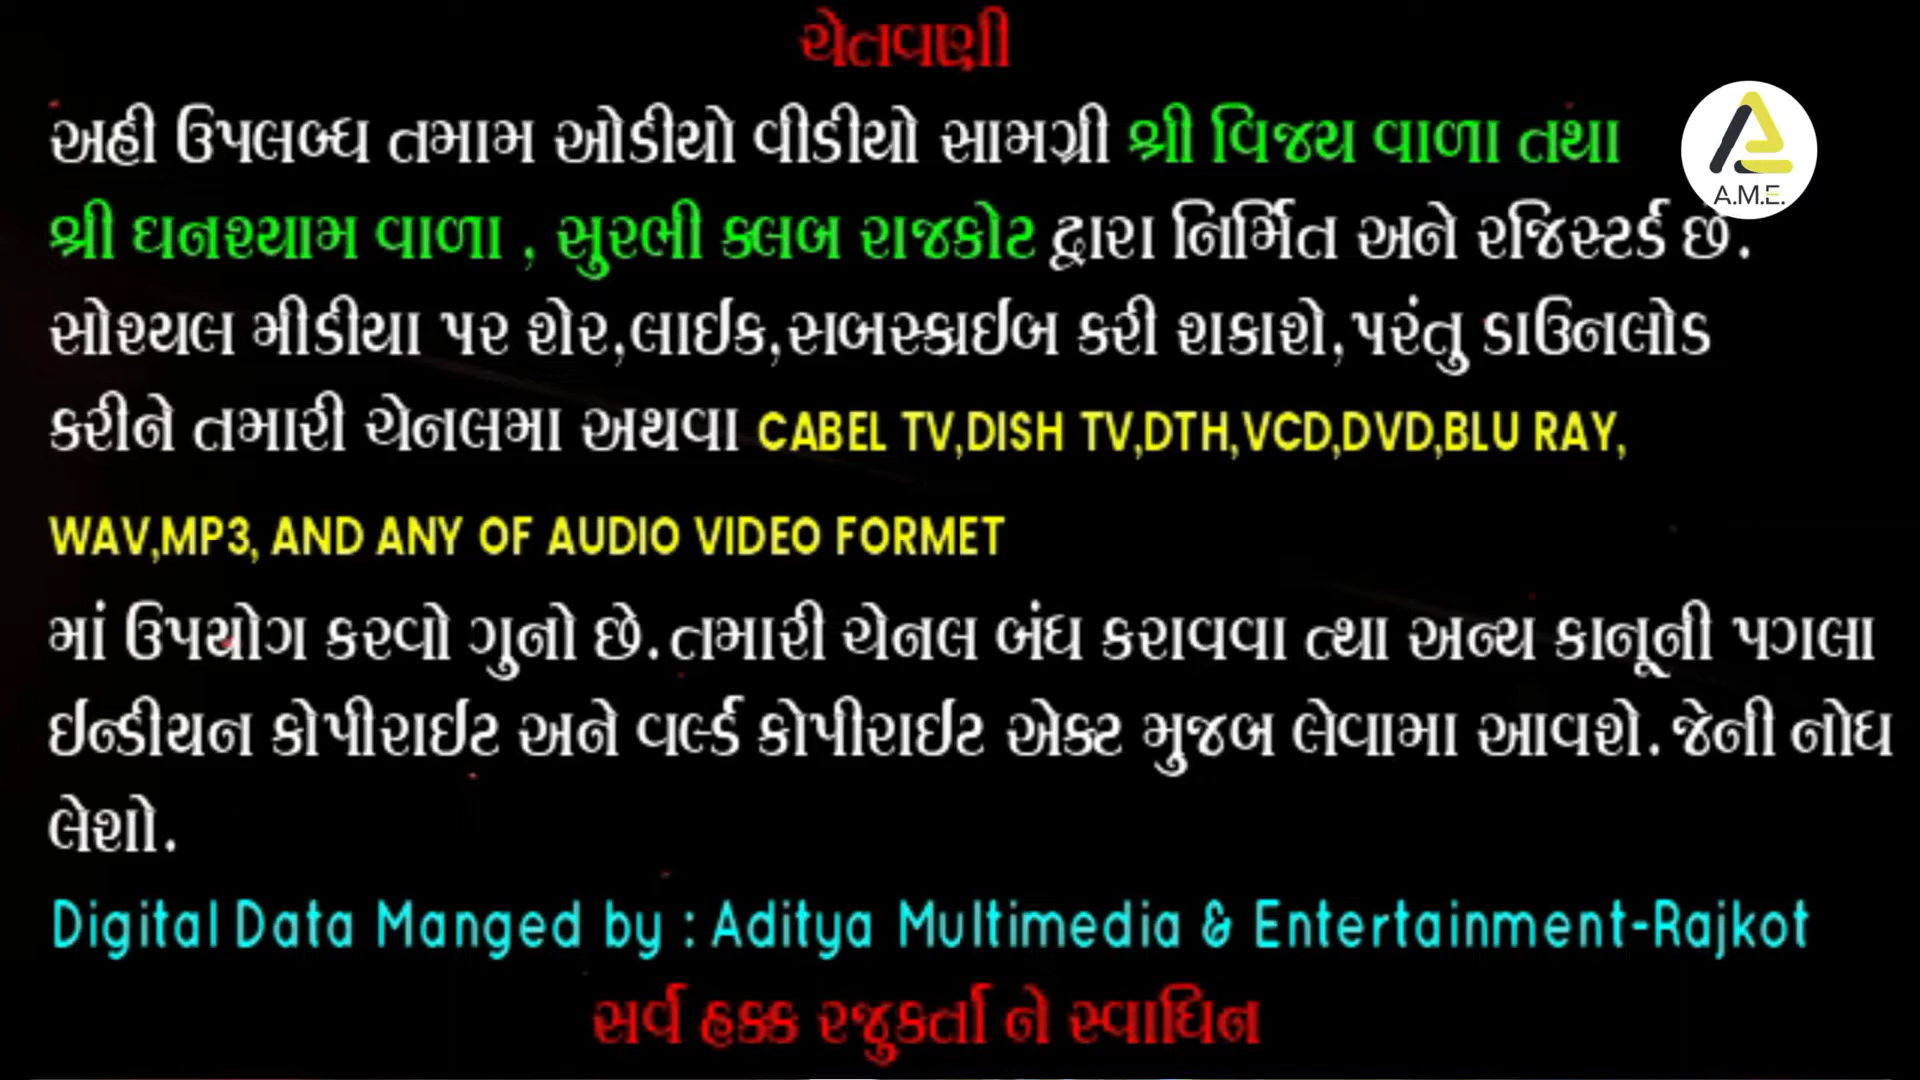 ચેતવણી
અહી ઉપલબ્ધ તમામ ઓડીયો વીડીયો સામગ્રી શ્રી વિજય વાળા તથા
A.M.E.
શ્રી ઘનશ્યામ વાળા , સુરભી ક્લબ રાજકોટ દ્વારા નિર્મિત અને રજિસ્ટર્ડ છે.
સોશ્યલ મીડીયા પર શેર,લાઈક,સબસ્ક્રાઈબ કરી શકાશે,પરંતુ ડાઉનલોડ
કરીને તમારી ચેનલમા અથવા CABEL TV,DISH TV,DTH,VCD,DVD,BLU RAY,
WAV,MP3, AND ANY OF AUDIO VIDEO FORMET
માં ઉપયોગ કરવો ગુનો છે.તમારી ચેનલ બંધ કરાવવા ત્થા અન્ય કાનૂની પગલા
ઈન્ડીયન કોપીરાઈટ અને વર્લ્ડ કોપીરાઈટ એક્ટ મુજબ લેવામા આવશે.જેની નોધ
લેશો.
Digital Data Manged by : Aditya Multimedia & Entertainment-Rajkot
સર્વ હક્ક રજુકર્તા ને સ્વાધિન